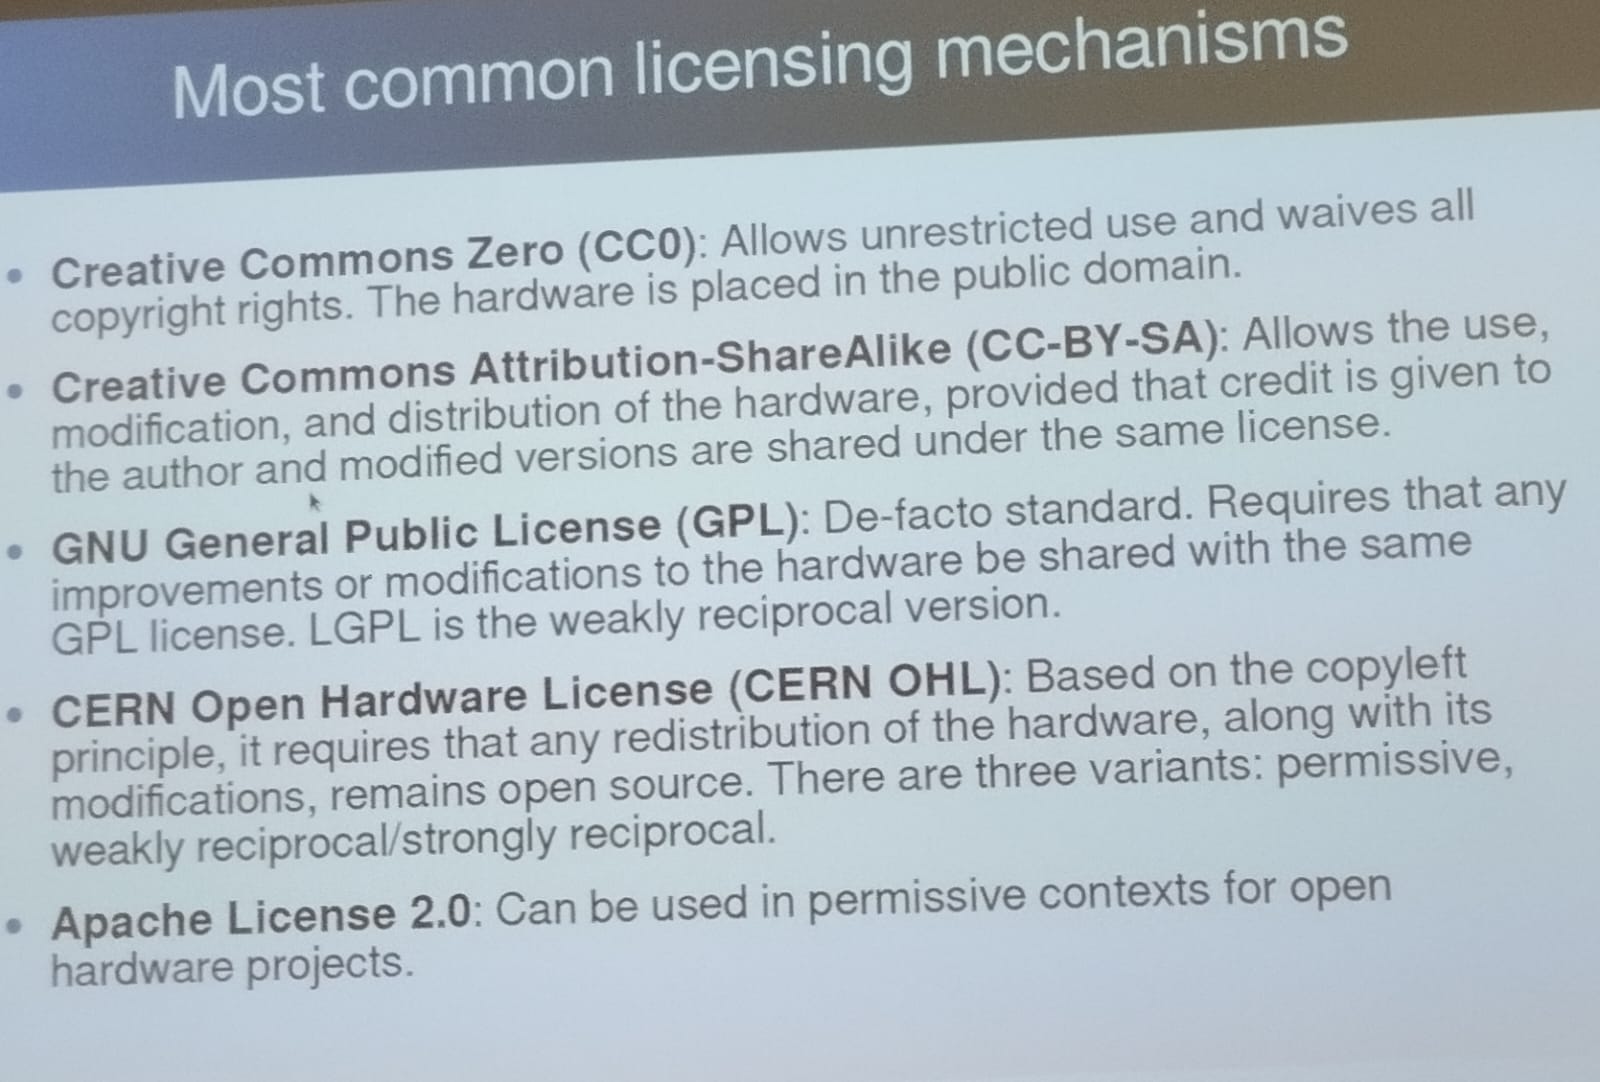 Most common licensing mechanisms
• Creative Commons Zero (CC0): Allows unrestricted use and waives all
copyright rights. The hardware is placed in the public domain.
• Creative Commons Attribution-ShareAlike (CC-BY-SA): Allows the use,
modification, and distribution of the hardware, provided that credit is given to
the author and modified versions are shared under the same license.
• GNU General Public License (GPL): De-facto standard. Requires that any
improvements or modifications to the hardware be shared with the same
GPL license. LGPL is the weakly reciprocal version.
• CERN Open Hardware License (CERN OHL): Based on the copyleft
principle, it requires that any redistribution of the hardware, along with its
modifications, remains open source. There are three variants: permissive,
weakly reciprocal/strongly reciprocal.
• Apache License 2.0: Can be used in permissive contexts for open
hardware projects.